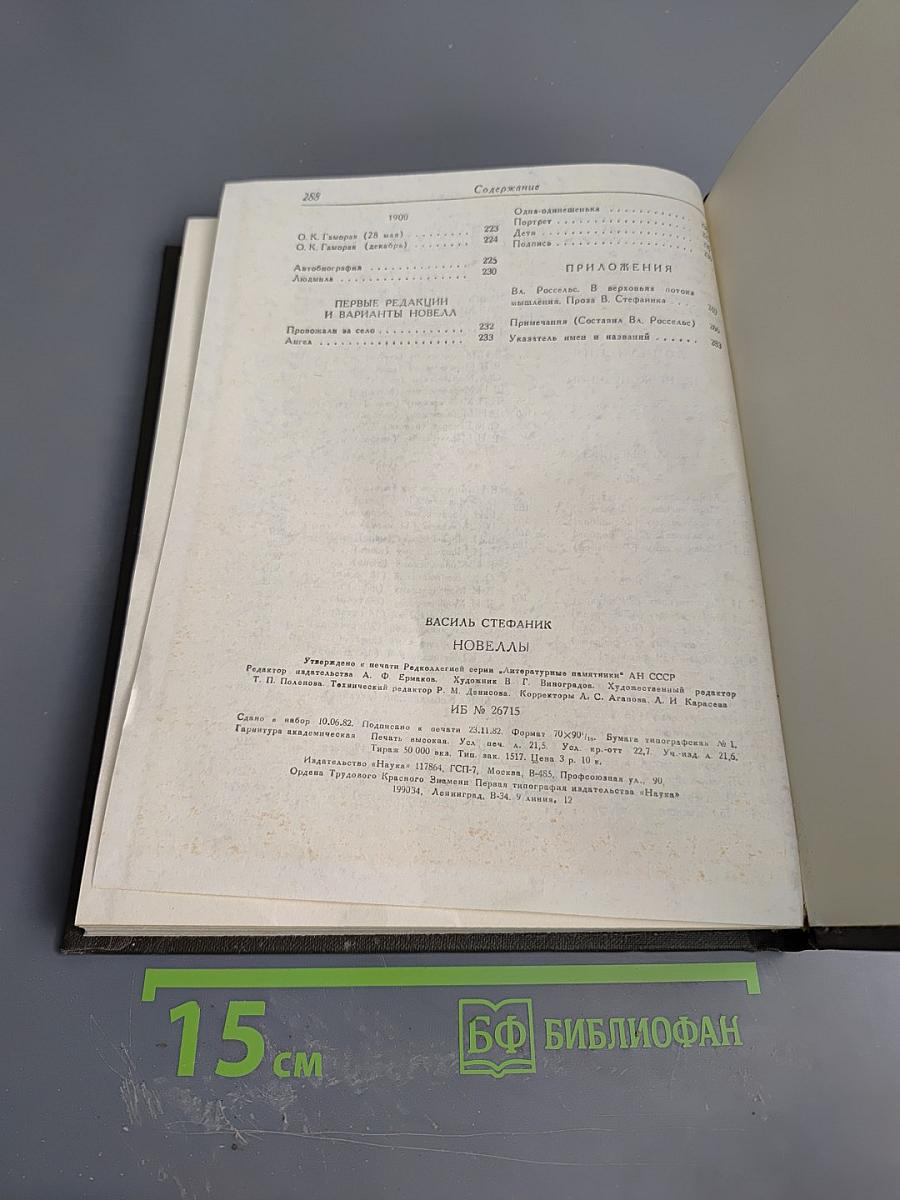 288
Содержание
1900
О. К. Гаморак (28 мая) ........ 223
О. К. Гаморак (декабрь) ........ 224
Автобиография .............. 225
Людмиле .................. 230
ПЕРВЫЕ РЕДАКЦИИ
И ВАРИАНТЫ НОВЕЛЛ
Провожали за село ............ 232
Ангел .................... 233
Одна-одинешенька ............
Портрет ..................
Дети ....................
Подпись ..................
ПРИЛОЖЕНИЯ
Вл. Россельс. В верховьях потока
мышления. Проза В. Стефаника . . .
Примечания (Составил Вл. Россельс)
Указатель имен и названий ...... 283
ВАСИЛЬ СТЕФАНИК
НОВЕЛЛЫ
Утверждено к печати Редколлегией серии „Литературные памятники“ АН СССР
Редактор издательства А. Ф. Ермаков. Художник В. Г. Виноградов. Художественный редактор
Т. П. Поленова. Технический редактор Р. М. Денисова. Корректоры Л. С. Агапова, Л. И Карасева
ИБ № 26715
Сдано в набор 10.06.82. Подписано к печати 23.11.82. Формат 70×90 1/16. Бумага типографская № 1.
Гарнитура академическая Печать высокая. Усл печ. л. 21,5. Усл. кр.-отт 22,7. Уч.-изд. л. 21,6.
Тираж 50 000 экз. Тип. зак. 1517. Цена 3 р. 10 к.
Издательство «Наука» 117864, ГСП-7, Москва, В-485, Профсоюзная ул., 90.
Ордена Трудового Красного Знамени Первая типография издательства «Наука»
199034, Ленинград, В-34, 9 линия, 12
15 см
БФ БИБЛИОФАН